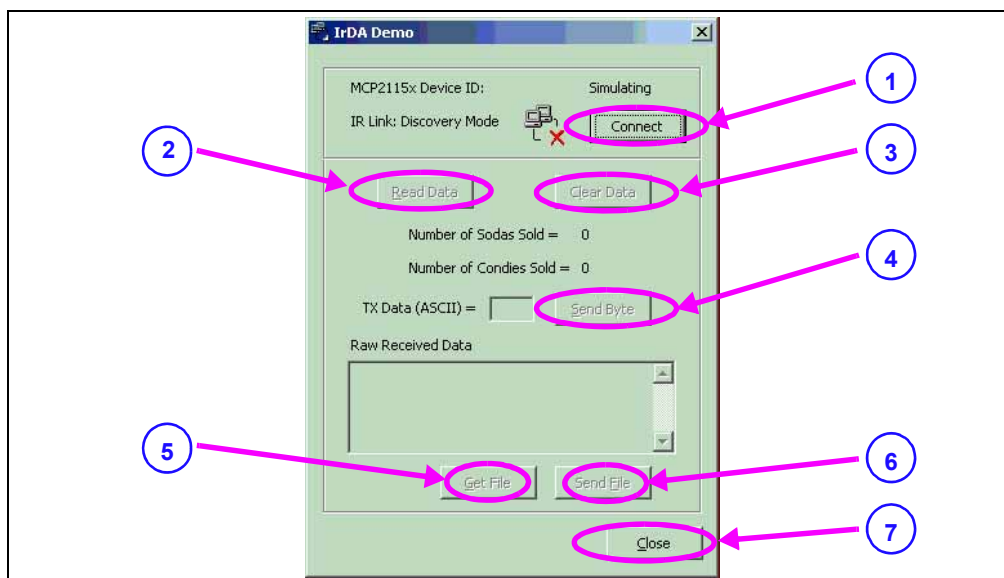 IrDA Demo
MCP2115x Device ID: Simulating
1
IR Link: Discovery Mode Connect
2
3
Read Data Clear Data
Number of Sodas Sold = 0
4
Number of Condies Sold = 0
TX Data (ASCII) = Send Byte
Raw Received Data
5
6
Get File Send File
7
Close